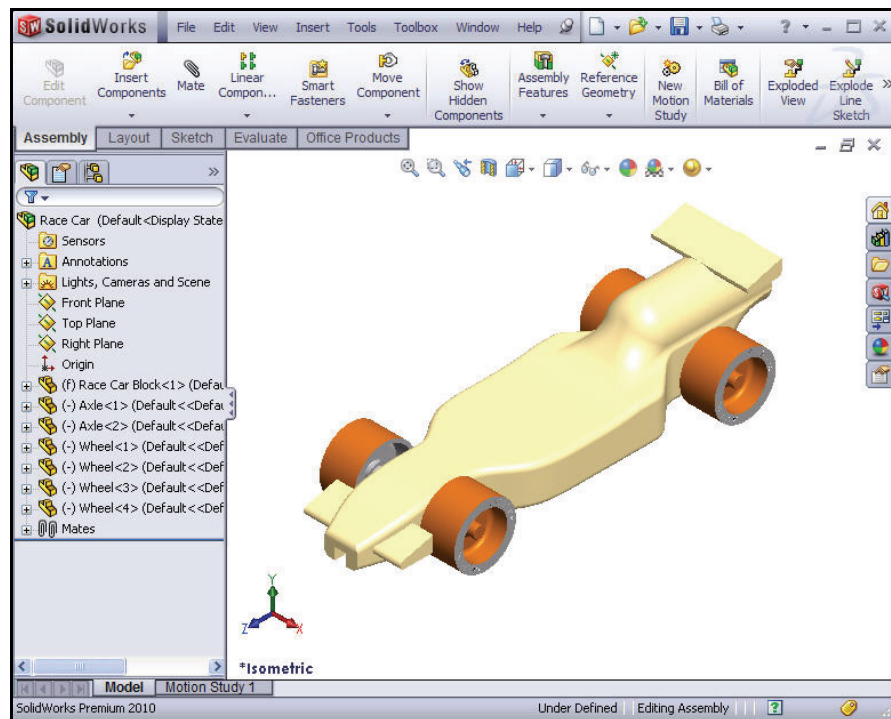 SolidWorks File Edit View Insert Tools Toolbox Window Help ?
Edit Component
Insert Components
Mate
Linear Compon...
Smart Fasteners
Move Component
Show Hidden Components
Assembly Features
Reference Geometry
New Motion Study
Bill of Materials
Exploded View
Explode Line Sketch
Assembly Layout Sketch Evaluate Office Products
Race Car (Default<Display State
Sensors
Annotations
Lights, Cameras and Scene
Front Plane
Top Plane
Right Plane
Origin
(f) Race Car Block<1> (Defau
(-) Axle<1> (Default<<Defau
(-) Axle<2> (Default<<Defau
(-) Wheel<1> (Default<<Def
(-) Wheel<2> (Default<<Def
(-) Wheel<3> (Default<<Def
(-) Wheel<4> (Default<<Def
Mates
Y
Z
X
*Isometric
Model Motion Study 1
SolidWorks Premium 2010 Under Defined Editing Assembly ?